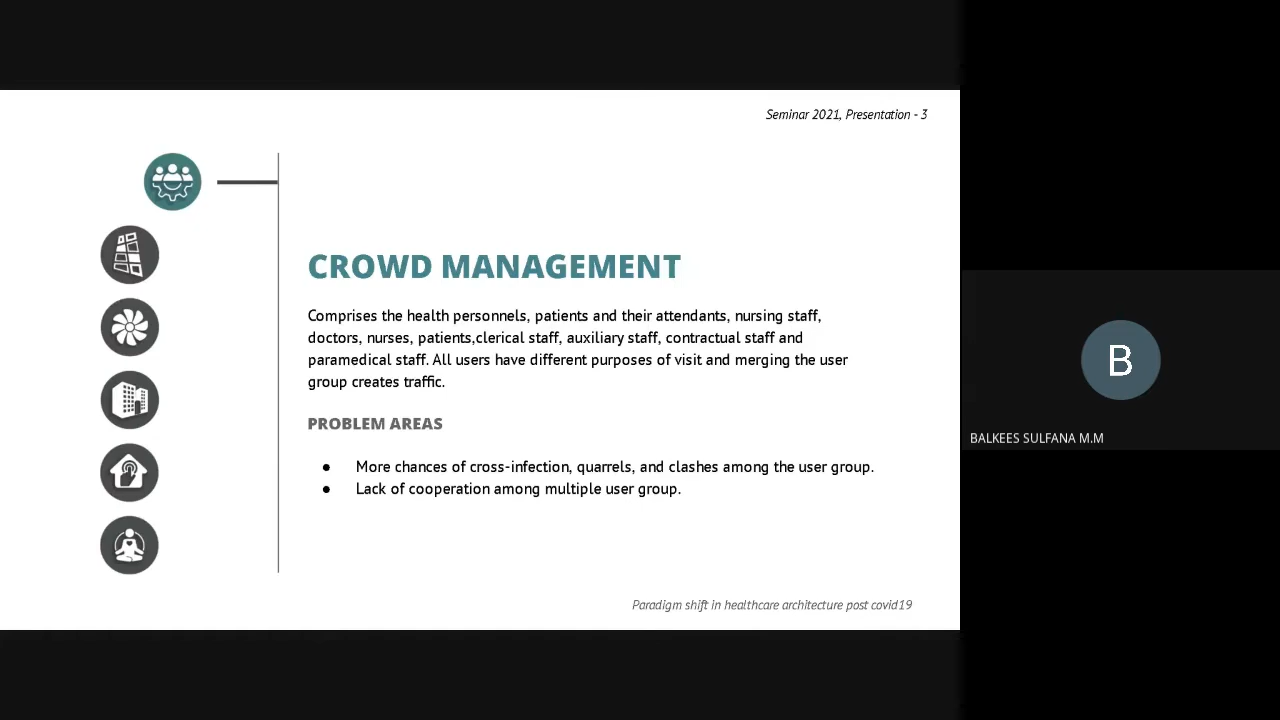 Seminar 2021, Presentation - 3
CROWD MANAGEMENT
Comprises the health personnels, patients and their attendants, nursing staff,
doctors, nurses, patients,clerical staff, auxiliary staff, contractual staff and
paramedical staff. All users have different purposes of visit and merging the user
group creates traffic.
PROBLEM AREAS
● More chances of cross-infection, quarrels, and clashes among the user group.
● Lack of cooperation among multiple user group.
Paradigm shift in healthcare architecture post covid19
B
BALKEES SULFANA M.M